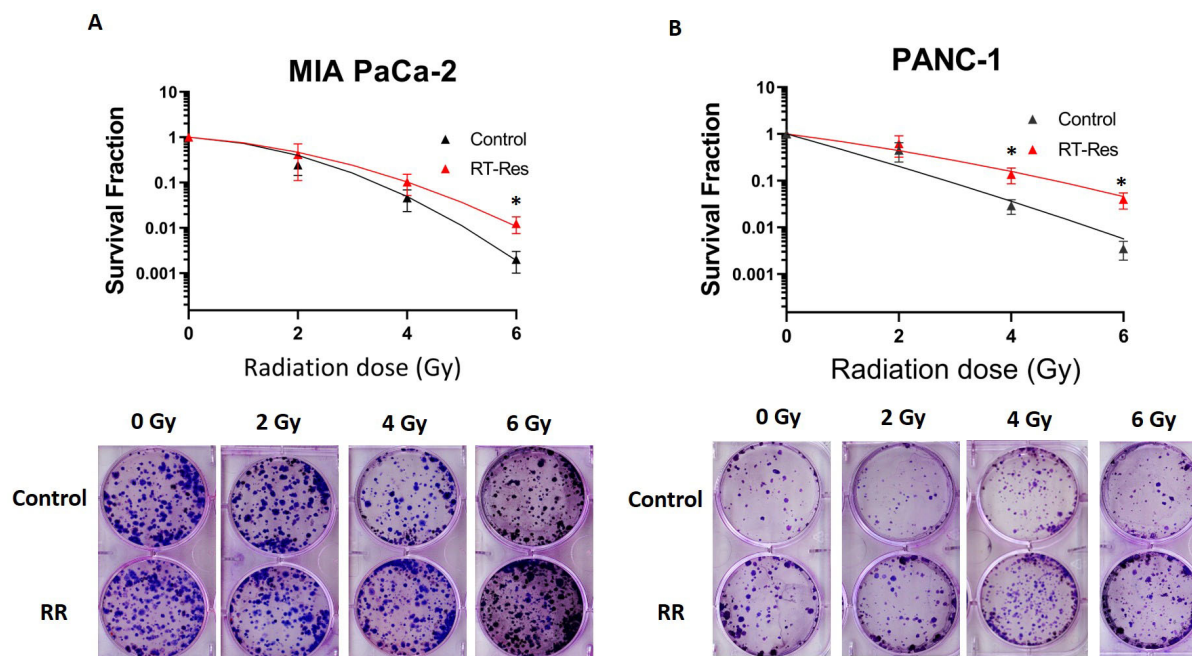 A
MIA PaCa-2
Survival Fraction
10
1
0.1
0.01
0.001
0
2
4
6
Control
RT-Res
*
Radiation dose (Gy)
0 Gy
2 Gy
4 Gy
6 Gy
Control
RR
B
PANC-1
Survival Fraction
10
1
0.1
0.01
0.001
0
2
4
6
Control
RT-Res
*
*
Radiation dose (Gy)
0 Gy
2 Gy
4 Gy
6 Gy
Control
RR